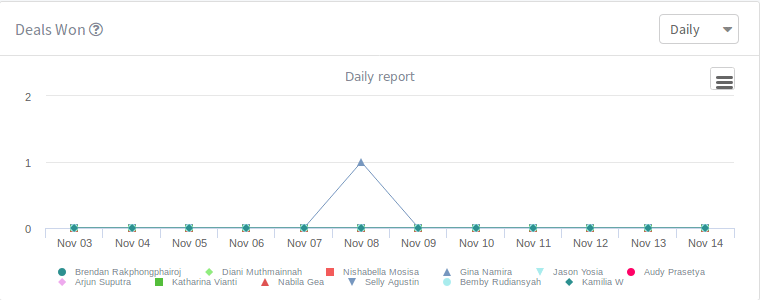 Deals Won ?
Daily
Daily report
2
1
0
Nov 03 Nov 04 Nov 05 Nov 06 Nov 07 Nov 08 Nov 09 Nov 10 Nov 11 Nov 12 Nov 13 Nov 14
Brendan Rakphongphairoj Diani Muthmainnah Nishabella Mosisa Gina Namira Jason Yosia Audy Prasetya
Arjun Suputra Katharina Vianti Nabila Gea Selly Agustin Bemby Rudiansyah Kamilia W